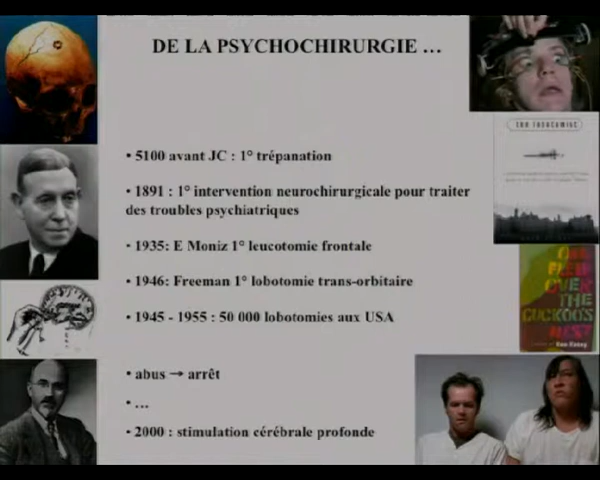 DE LA PSYCHOCHIRURGIE ...
• 5100 avant JC : 1° trépanation
• 1891 : 1° intervention neurochirurgicale pour traiter
des troubles psychiatriques
• 1935: E Moniz 1° leucotomie frontale
• 1946: Freeman 1° lobotomie trans-orbitaire
• 1945 - 1955 : 50 000 lobotomies aux USA
• abus → arrêt
• ...
• 2000 : stimulation cérébrale profonde
ONE
FLEW
OVER
THE
CUCKOO'S
NEST
Ken Kesey